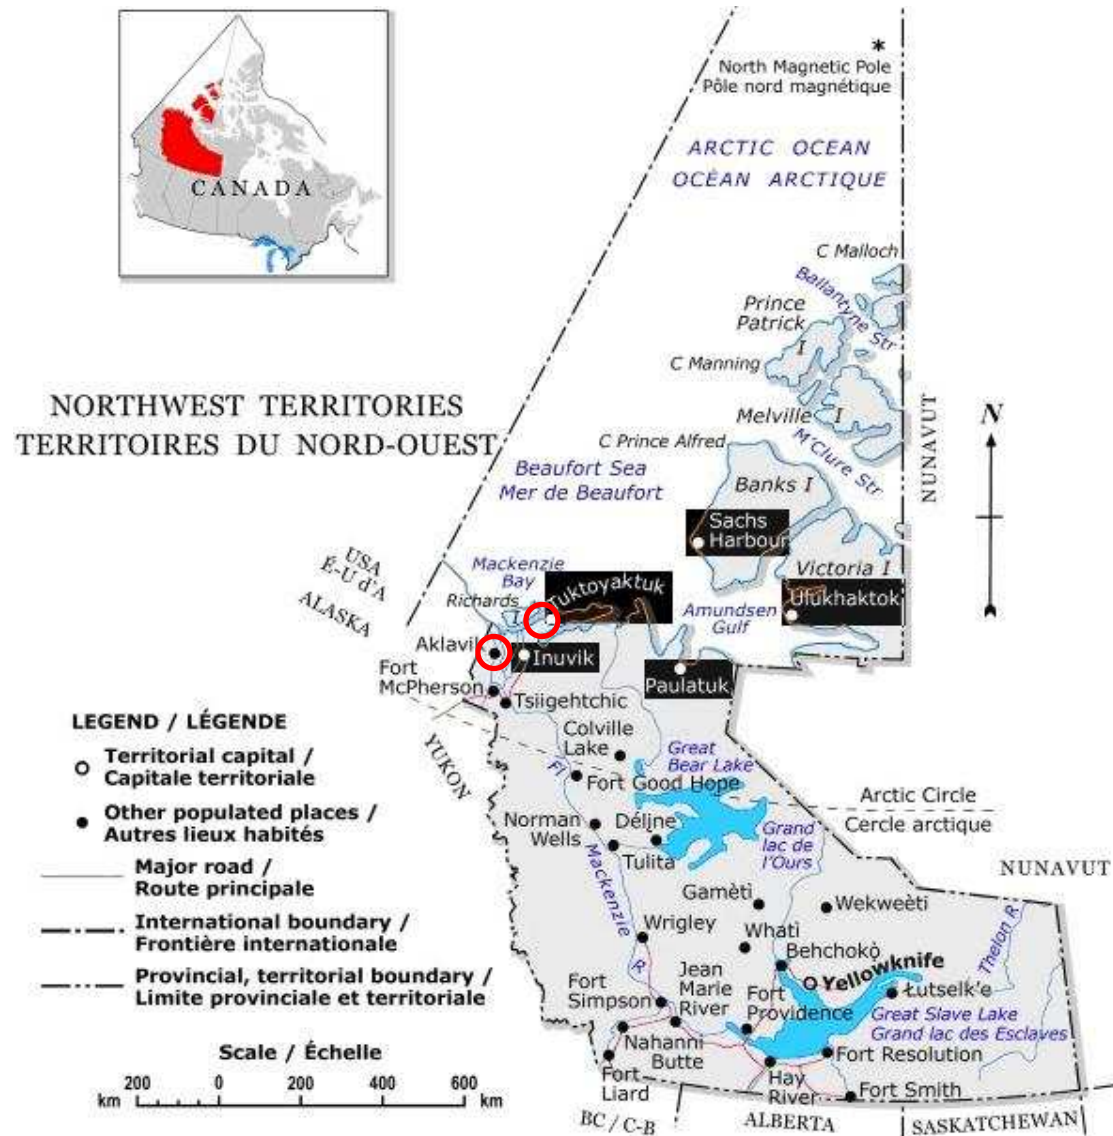 CANADA
*
North Magnetic Pole
Pôle nord magnétique
ARCTIC OCEAN
OCÉAN ARCTIQUE
C Malloch
Ballantyne Str
Prince
Patrick
I
C Manning
Melville I
NORTHWEST TERRITORIES
TERRITOIRES DU NORD-OUEST
C Prince Alfred
M'Clure Str
N
NUNAVUT
Beaufort Sea
Mer de Beaufort
Banks I
Sachs
Harbour
Victoria I
USA
É-U d'A
ALASKA
Mackenzie
Bay
Richards
I
Tuktoyaktuk
Amundsen
Gulf
Ulukhaktok
Aklavik
Inuvik
Paulatuk
Fort
McPherson
Tsiigehtchic
YUKON
Colville
Lake
Great
Bear Lake
Fort Good Hope
Arctic Circle
Cercle arctique
Norman
Wells
Délįne
Tulita
Grand
lac de
l'Ours
NUNAVUT
Mackenzie
R
Gamètì
Wekweètì
Wrigley
Whatì
Behchokò
Thelon R
Yellowknife
Fort
Simpson
Jean
Marie
River
Fort
Providence
Łutselk'e
Great Slave Lake
Grand lac des Esclaves
Nahanni
Butte
Fort Resolution
Fort
Liard
Hay
River
Fort Smith
BC / C-B
ALBERTA
SASKATCHEWAN
LEGEND / LÉGENDE
Territorial capital /
Capitale territoriale
Other populated places /
Autres lieux habités
Major road /
Route principale
International boundary /
Frontière internationale
Provincial, territorial boundary /
Limite provinciale et territoriale
Scale / Échelle
200 0 200 400 600
km km